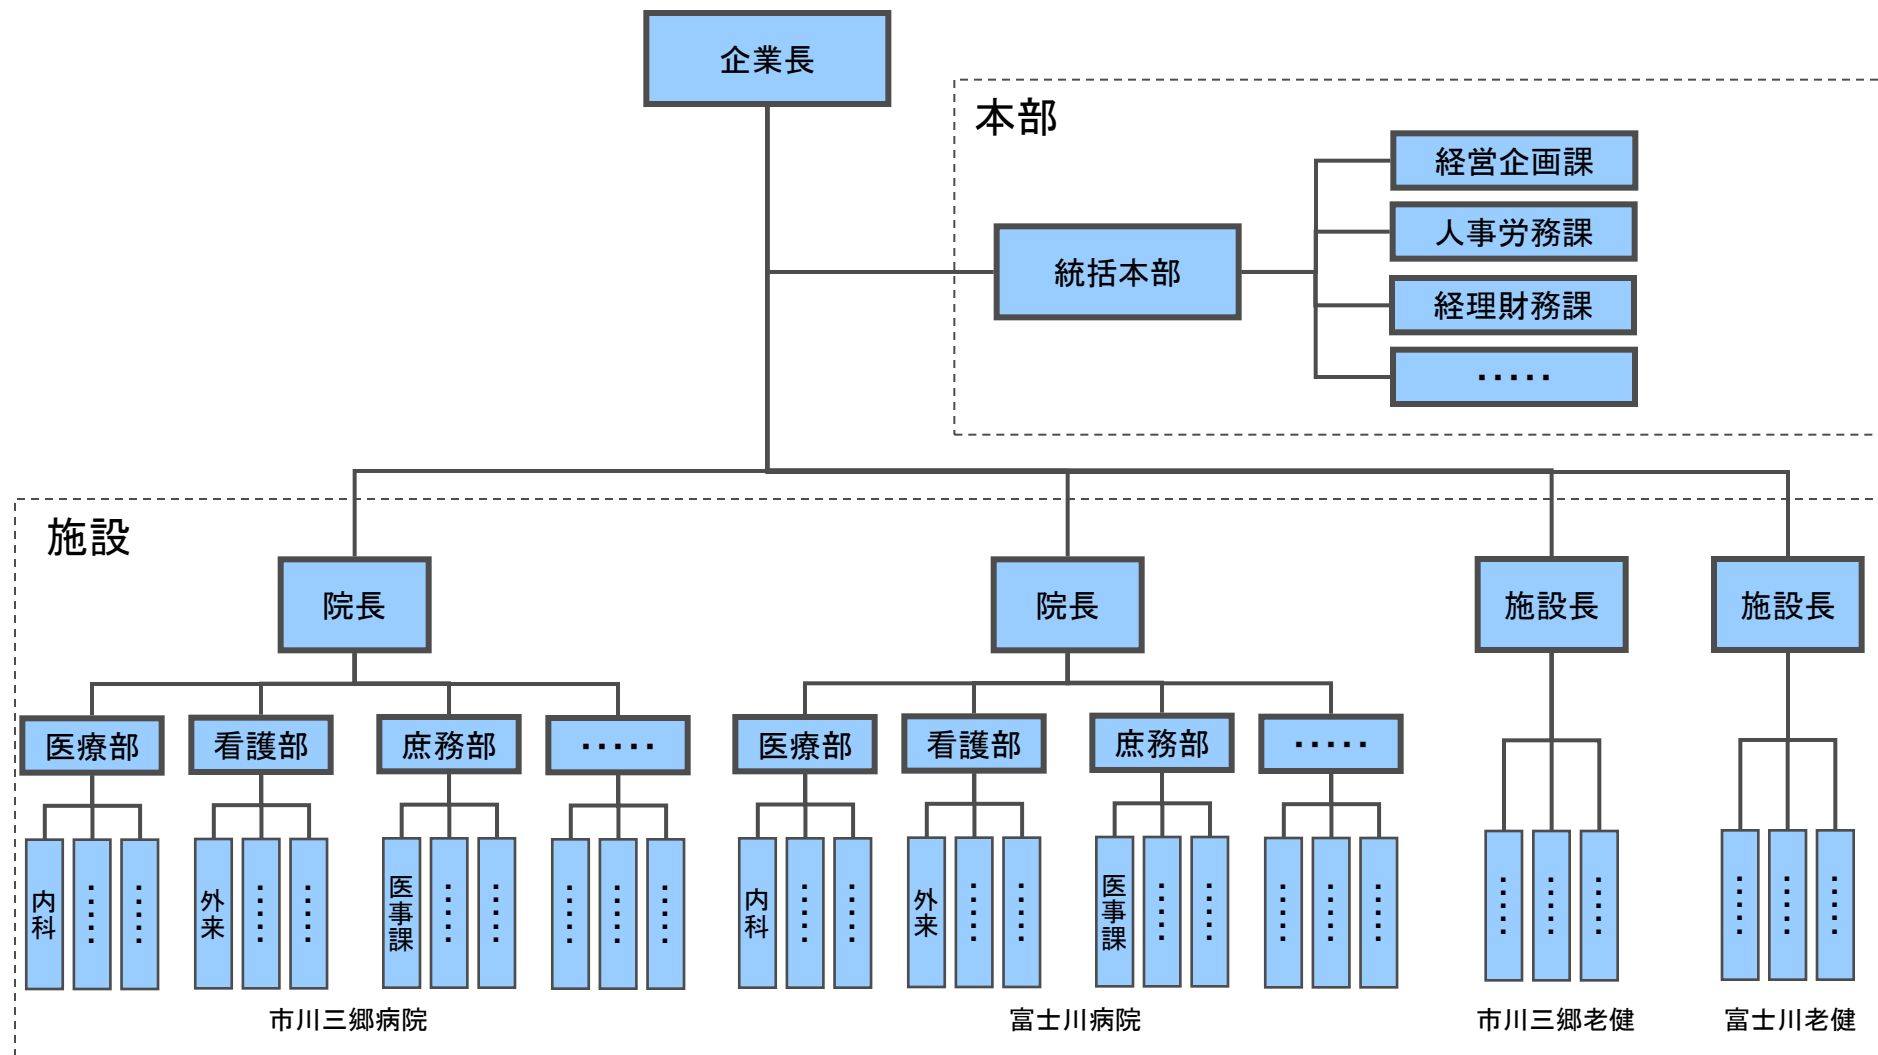 企業長
本部
経営企画課
人事労務課
統括本部
経理財務課
・・・・・
施設
院長
院長
施設長
施設長
医療部
看護部
庶務部
・・・・・
医療部
看護部
庶務部
・・・・・
内科
・・・・・
・・・・・
外来
・・・・・
・・・・・
医事課
・・・・・
・・・・・
・・・・・
・・・・・
・・・・・
内科
・・・・・
・・・・・
外来
・・・・・
・・・・・
医事課
・・・・・
・・・・・
・・・・・
・・・・・
・・・・・
・・・・・
・・・・・
・・・・・
・・・・・
・・・・・
・・・・・
市川三郷病院
富士川病院
市川三郷老健
富士川老健